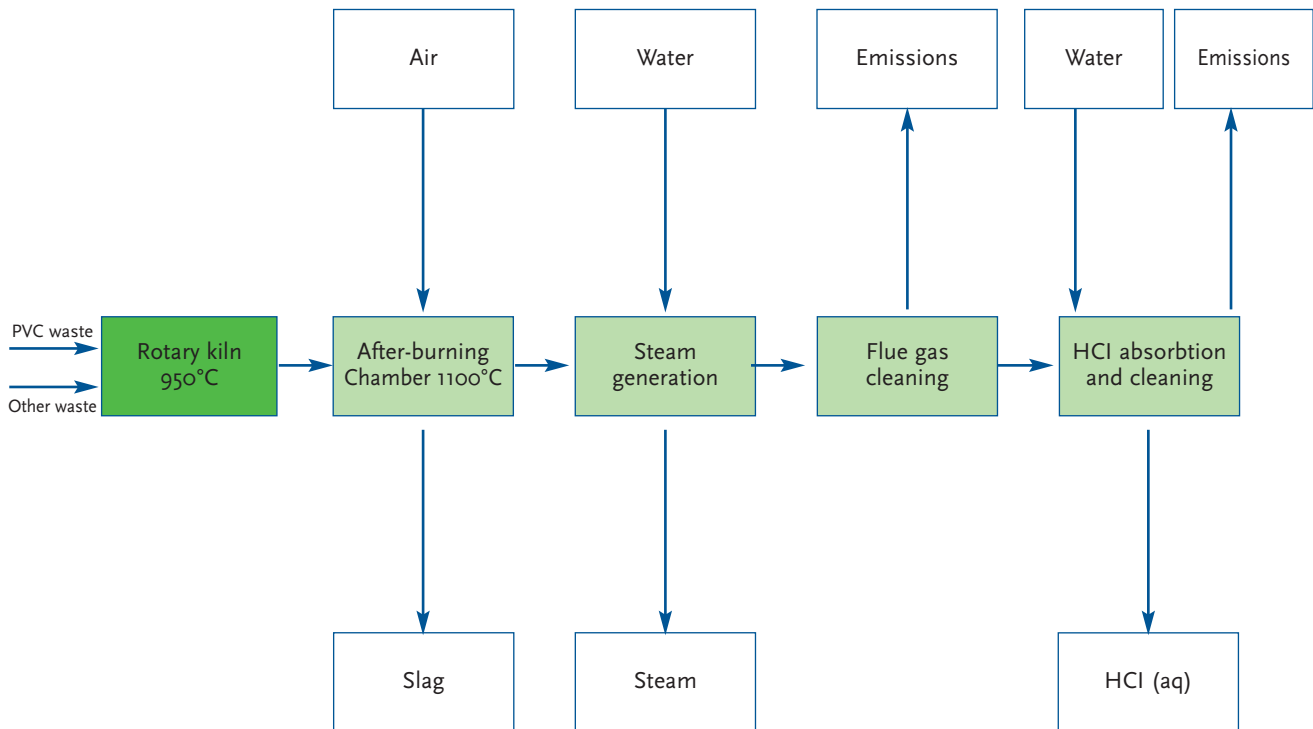 Air
Water
Emissions
Water
Emissions
PVC waste
Other waste
Rotary kiln
950°C
After-burning
Chamber 1100°C
Steam
generation
Flue gas
cleaning
HCI absorbtion
and cleaning
Slag
Steam
HCI (aq)